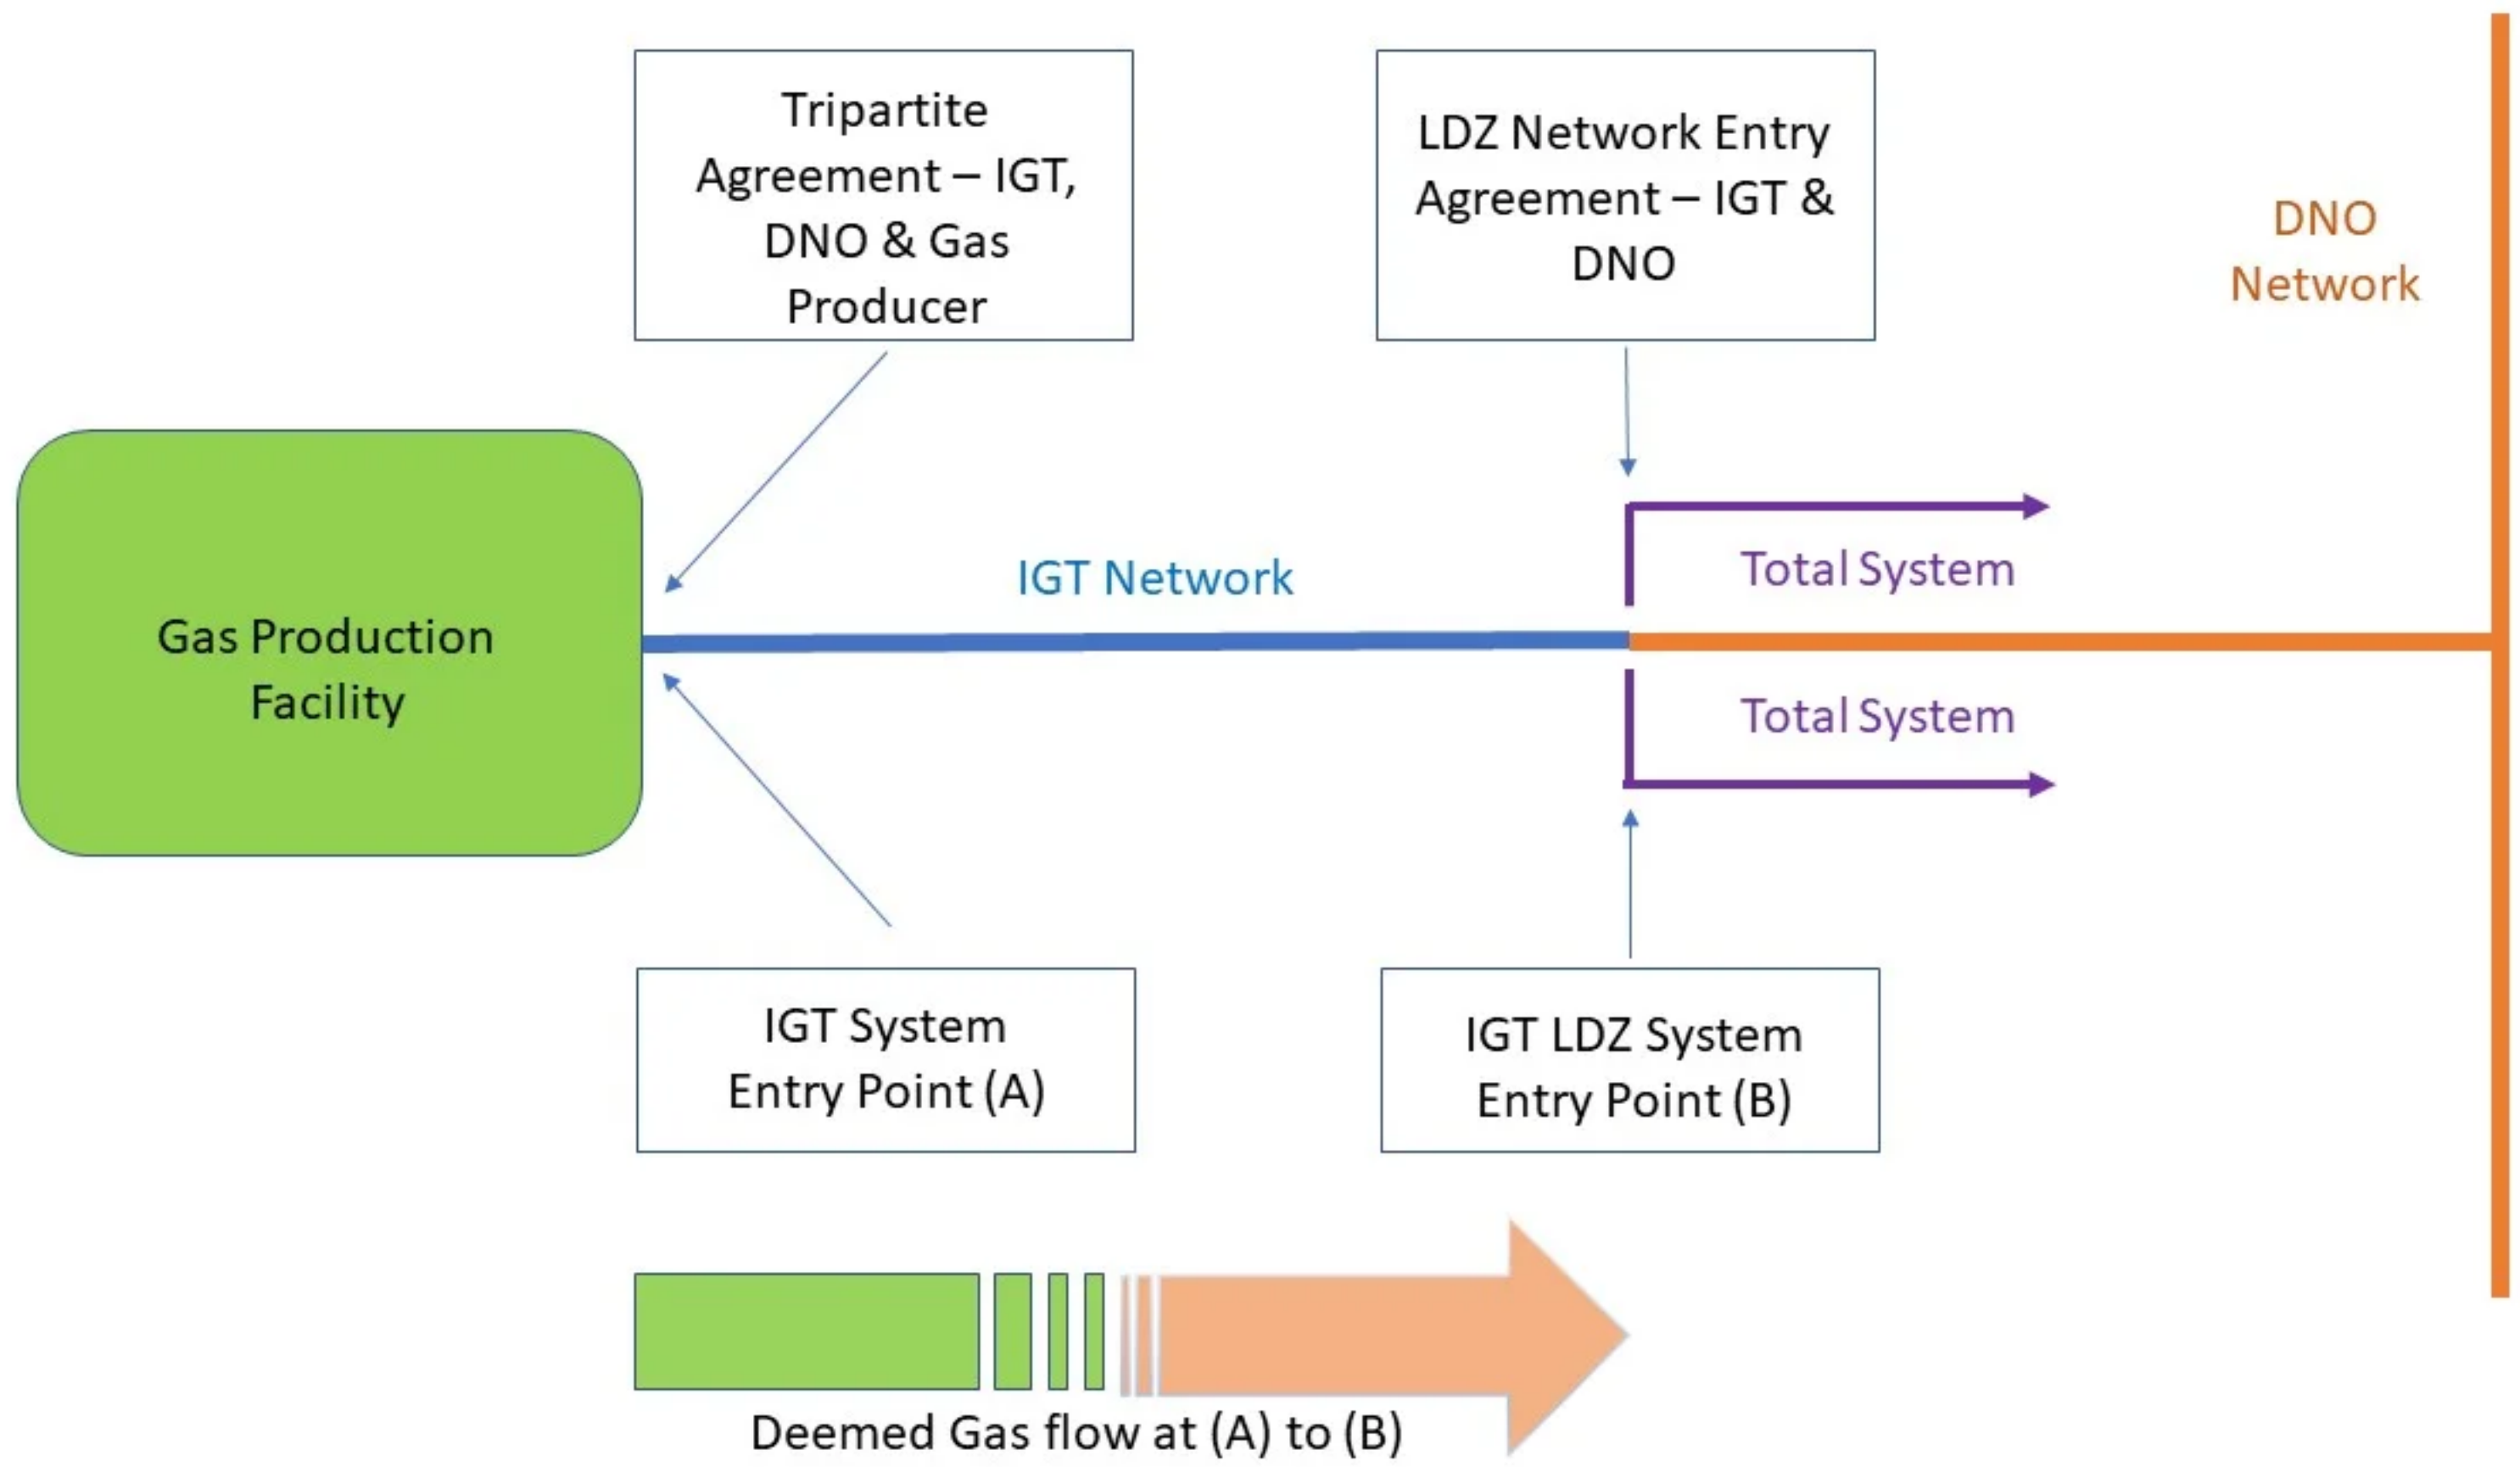 Tripartite
Agreement – IGT,
DNO & Gas
Producer
LDZ Network Entry
Agreement – IGT &
DNO
DNO
Network
Gas Production
Facility
IGT Network
Total System
Total System
IGT System
Entry Point (A)
IGT LDZ System
Entry Point (B)
Deemed Gas flow at (A) to (B)